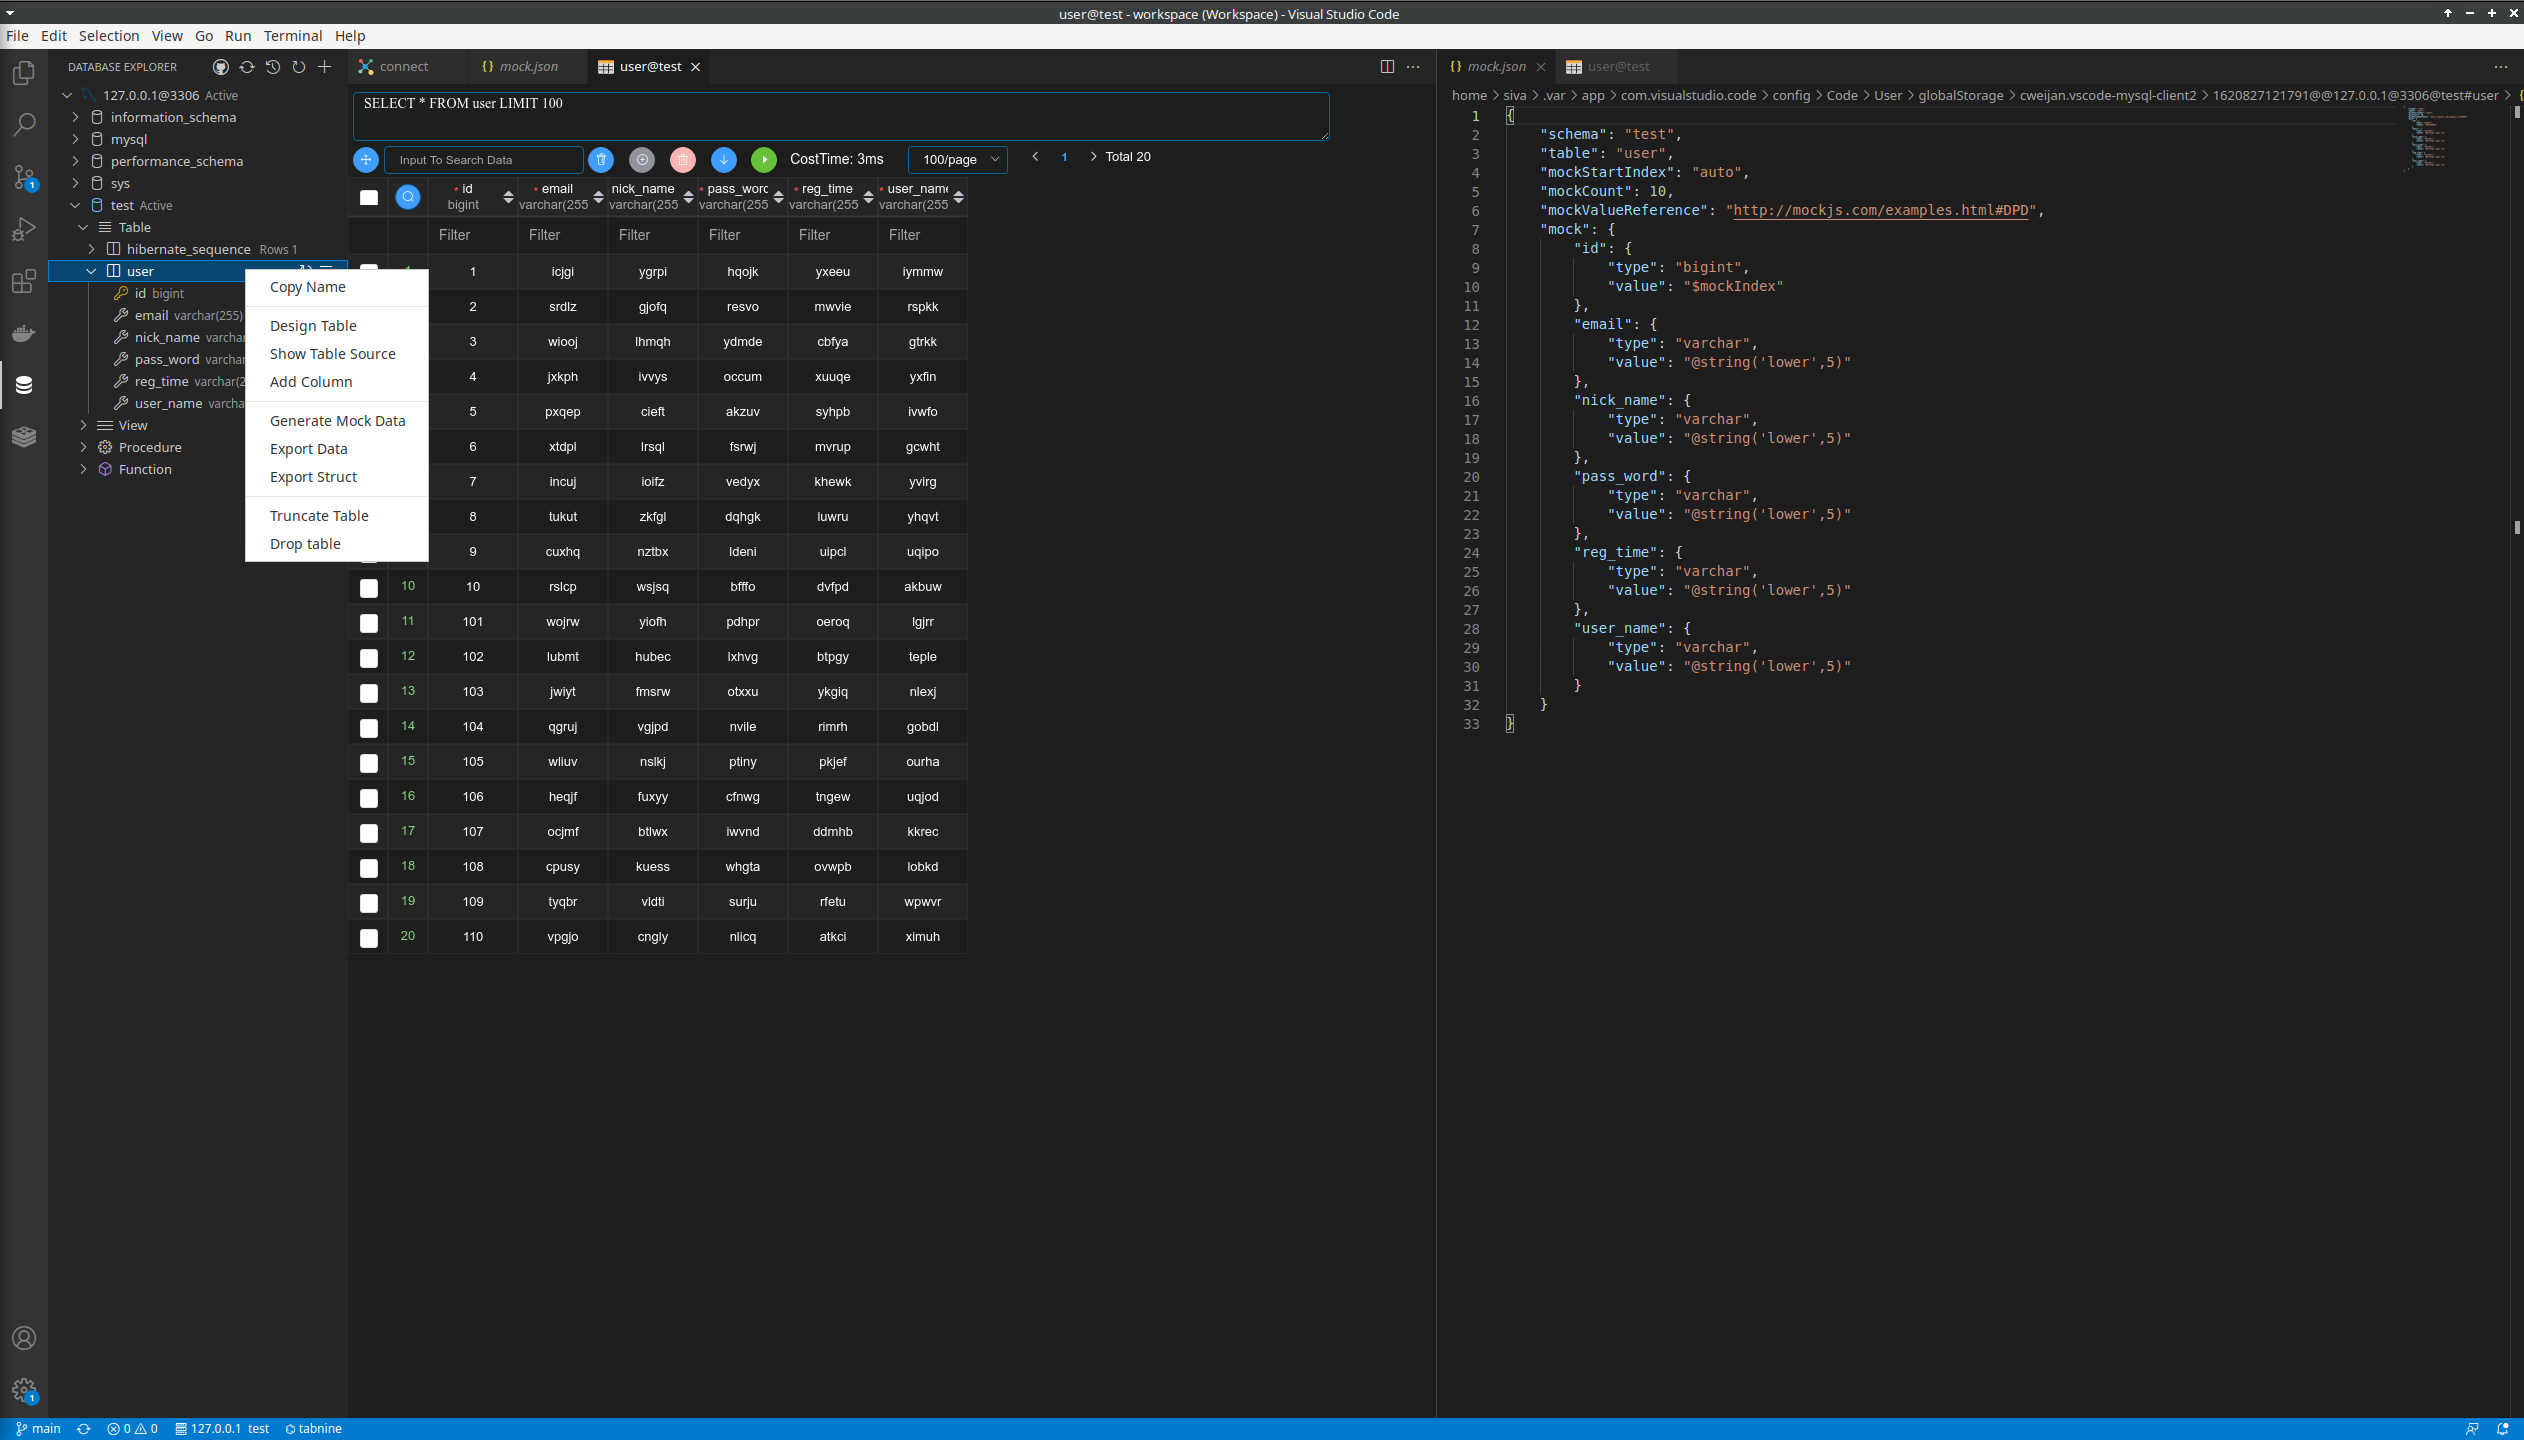 user@test - workspace (Workspace) - Visual Studio Code
File Edit Selection View Go Run Terminal Help
DATABASE EXPLORER
127.0.0.1@3306 Active
information_schema
mysql
performance_schema
sys
test Active
Table
hibernate_sequence Rows 1
user
id bigint
email varchar(255)
nick_name varchar
pass_word varchar
reg_time varchar(2
user_name varcha
View
Procedure
Function
1
1
Copy Name
Design Table
Show Table Source
Add Column
Generate Mock Data
Export Data
Export Struct
Truncate Table
Drop table
connect {} mock.json user@test
SELECT * FROM user LIMIT 100
Input To Search Data CostTime: 3ms 100/page 1 Total 20
* id * email nick_name * pass_word * reg_time * user_name
bigint varchar(255 varchar(255 varchar(255 varchar(255 varchar(255
Filter Filter Filter Filter Filter Filter
1 icjgi ygrpi hqojk yxeeu iymmw
2 srdlz gjofq resvo mwvie rspkk
3 wiooj lhmqh ydmde cbfya gtrkk
4 jxkph ivvys occum xuuqe yxfin
5 pxqep cieft akzuv syhpb ivwfo
6 xtdpl lrsql fsrwj mvrup gcwht
7 incuj ioifz vedyx khewk yvirg
8 tukut zkfgl dqhgk luwru yhqvt
9 cuxhq nztbx ldeni uipcl uqipo
10 10 rslcp wsjsq bfffo dvfpd akbuw
11 101 wojrw yiofh pdhpr oeroq lgjrr
12 102 lubmt hubec lxhvg btpgy teple
13 103 jwiyt fmsrw otxxu ykgiq nlexj
14 104 qgruj vgjpd nvile rimrh gobdl
15 105 wliuv nslkj ptiny pkjef ourha
16 106 heqjf fuxyy cfnwg tngew uqjod
17 107 ocjmf btlwx iwvnd ddmhb kkrec
18 108 cpusy kuess whgta ovwpb lobkd
19 109 tyqbr vldti surju rfetu wpwvr
20 110 vpgjo cngly nlicq atkci ximuh
{} mock.json user@test
home > siva > .var > app > com.visualstudio.code > config > Code > User > globalStorage > cweijan.vscode-mysql-client2 > 1620827121791@@127.0.0.1@3306@test#user >
1 {
2 "schema": "test",
3 "table": "user",
4 "mockStartIndex": "auto",
5 "mockCount": 10,
6 "mockValueReference": "http://mockjs.com/examples.html#DPD",
7 "mock": {
8 "id": {
9 "type": "bigint",
10 "value": "$mockIndex"
11 },
12 "email": {
13 "type": "varchar",
14 "value": "@string('lower',5)"
15 },
16 "nick_name": {
17 "type": "varchar",
18 "value": "@string('lower',5)"
19 },
20 "pass_word": {
21 "type": "varchar",
22 "value": "@string('lower',5)"
23 },
24 "reg_time": {
25 "type": "varchar",
26 "value": "@string('lower',5)"
27 },
28 "user_name": {
29 "type": "varchar",
30 "value": "@string('lower',5)"
31 }
32 }
33 }
main 0 0 127.0.0.1 test tabnine